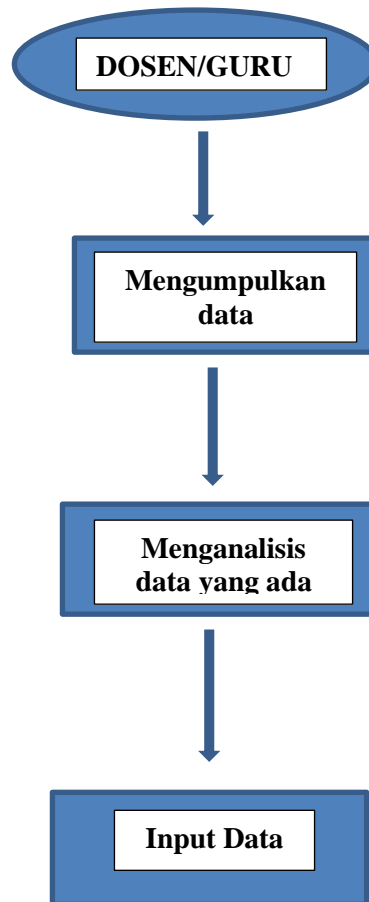 DOSEN/GURU
Mengumpulkan
data
Menganalisis
data yang ada
Input Data